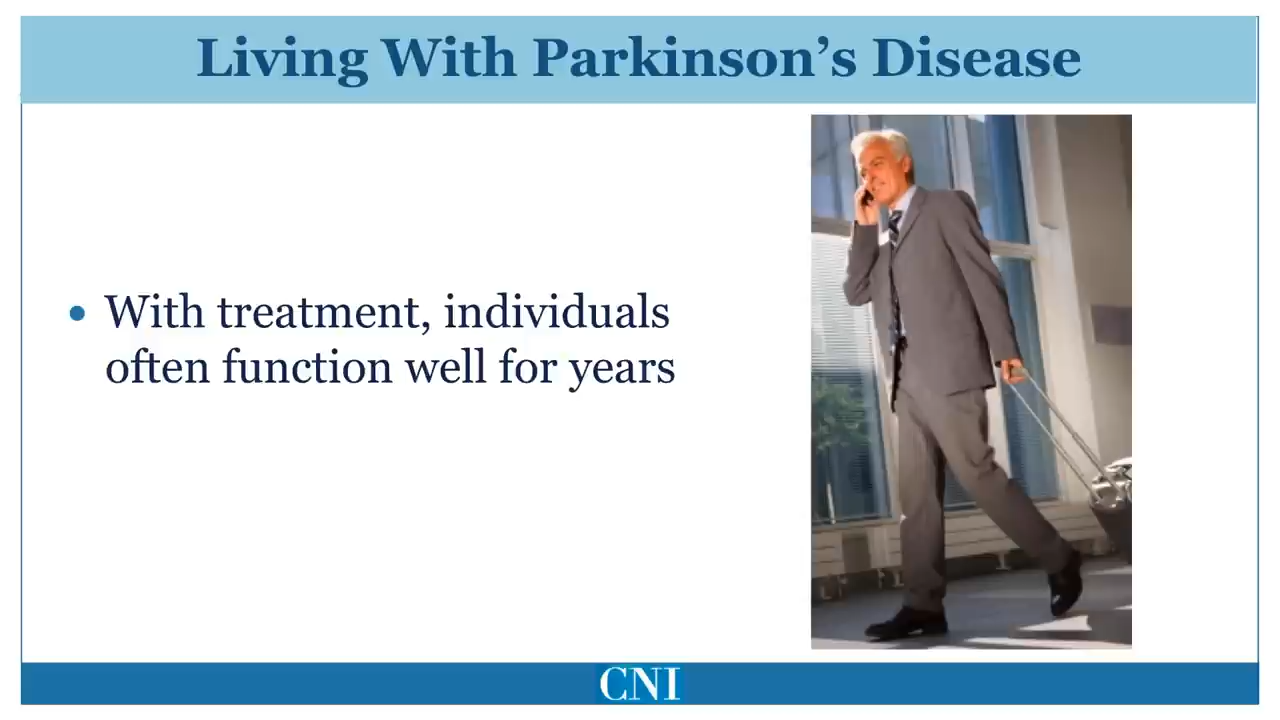 Living With Parkinson’s Disease
• With treatment, individuals
often function well for years
CNI